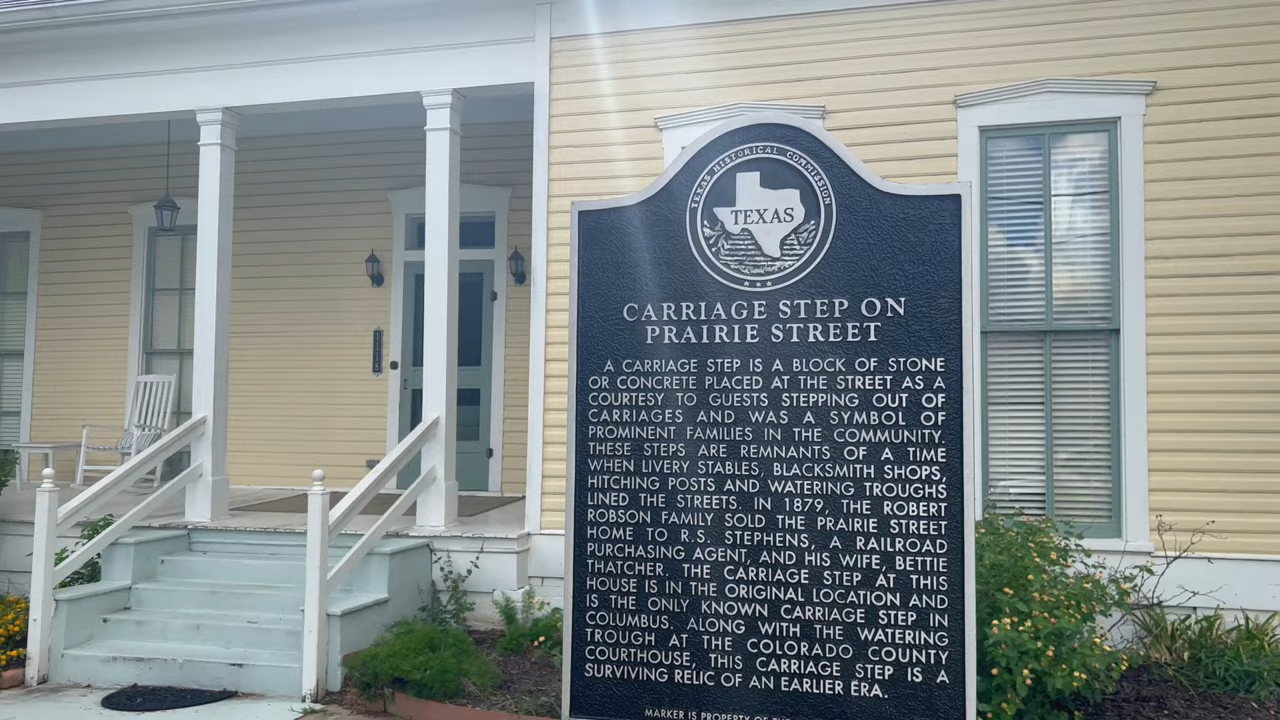 TEXAS HISTORICAL COMMISSION
TEXAS
CARRIAGE STEP ON
PRAIRIE STREET
A CARRIAGE STEP IS A BLOCK OF STONE
OR CONCRETE PLACED AT THE STREET AS A
COURTESY TO GUESTS STEPPING OUT OF
CARRIAGES AND WAS A SYMBOL OF
PROMINENT FAMILIES IN THE COMMUNITY.
THESE STEPS ARE REMNANTS OF A TIME
WHEN LIVERY STABLES, BLACKSMITH SHOPS,
HITCHING POSTS AND WATERING TROUGHS
LINED THE STREETS. IN 1879, THE ROBERT
ROBSON FAMILY SOLD THE PRAIRIE STREET
HOME TO R.S. STEPHENS, A RAILROAD
PURCHASING AGENT, AND HIS WIFE, BETTIE
THATCHER. THE CARRIAGE STEP AT THIS
HOUSE IS IN THE ORIGINAL LOCATION AND
IS THE ONLY KNOWN CARRIAGE STEP IN
COLUMBUS. ALONG WITH THE WATERING
TROUGH AT THE COLORADO COUNTY
COURTHOUSE, THIS CARRIAGE STEP IS A
SURVIVING RELIC OF AN EARLIER ERA.
MARKER IS PROPERTY OF